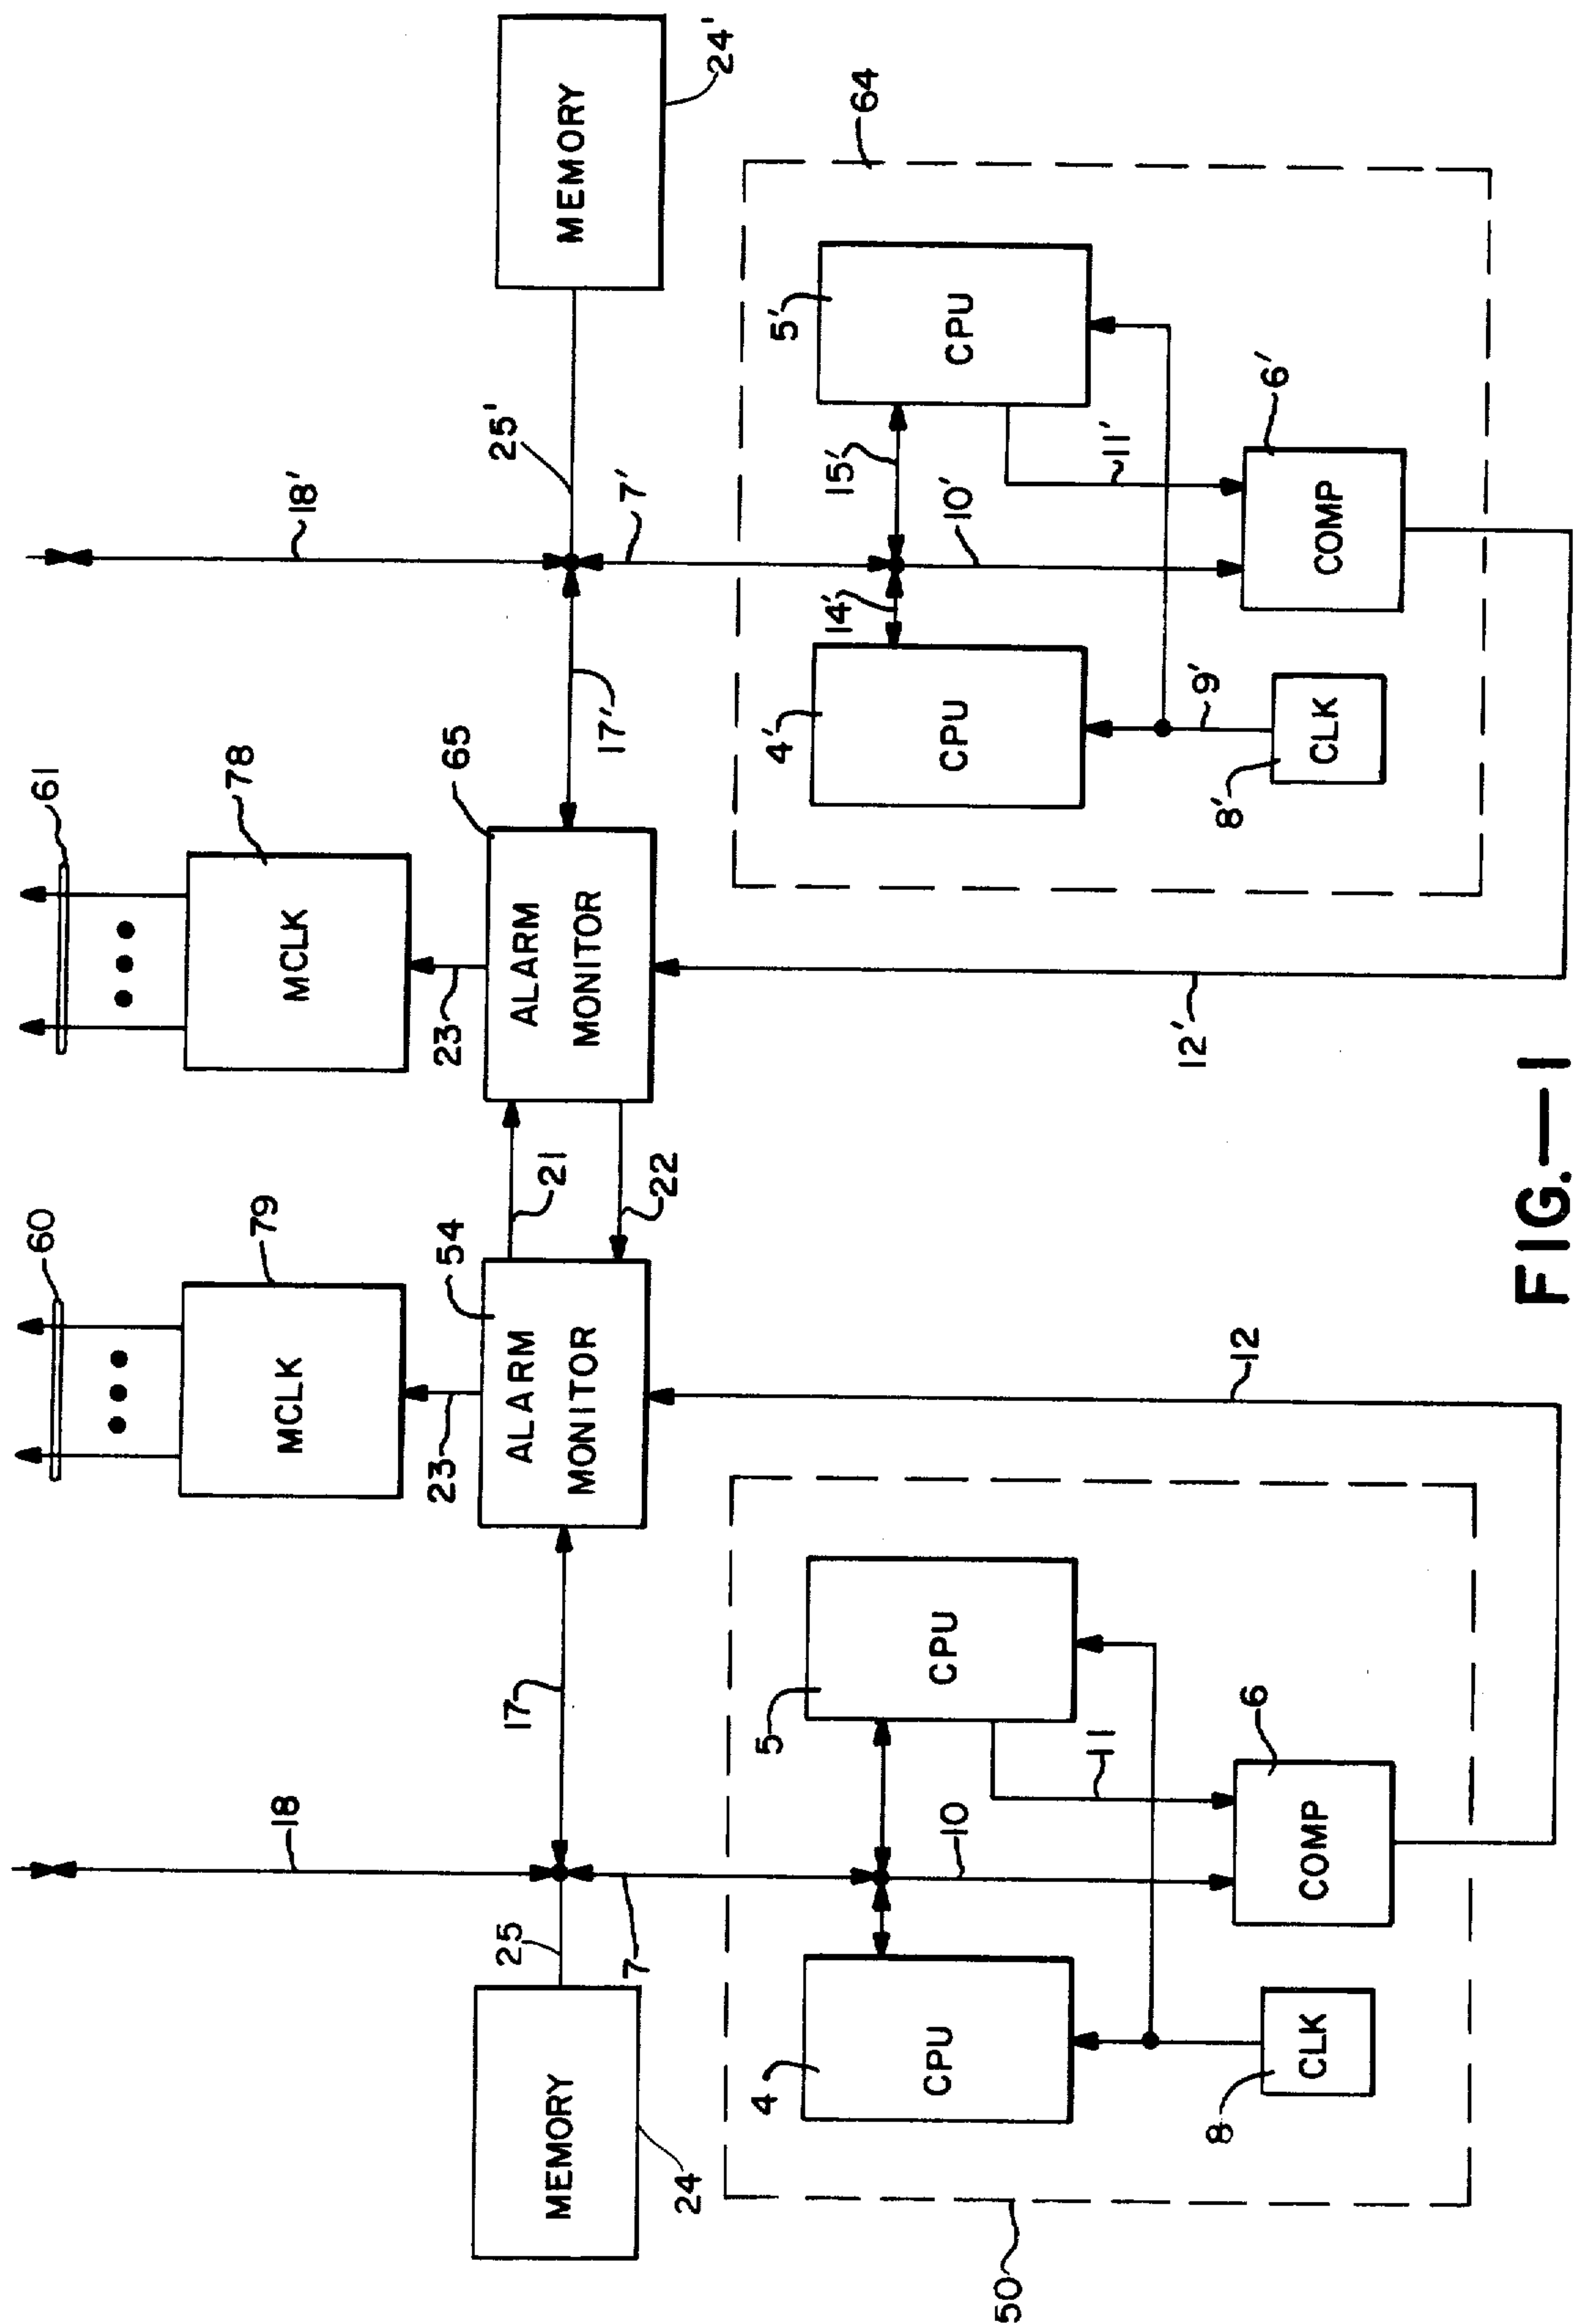 60
61
79
78
18
MCLK
MCLK
18'
23
54
23
65
25
17
21
25'
MEMORY
ALARM
MONITOR
ALARM
MONITOR
MEMORY
7
22
17'
7'
24
24'
4
5
4'
14'
15'
5'
64
CPU
CPU
CPU
CPU
10
11
10'
11'
50
8
6
12
12'
8'
9'
6'
CLK
COMP
CLK
COMP
FIG.—1